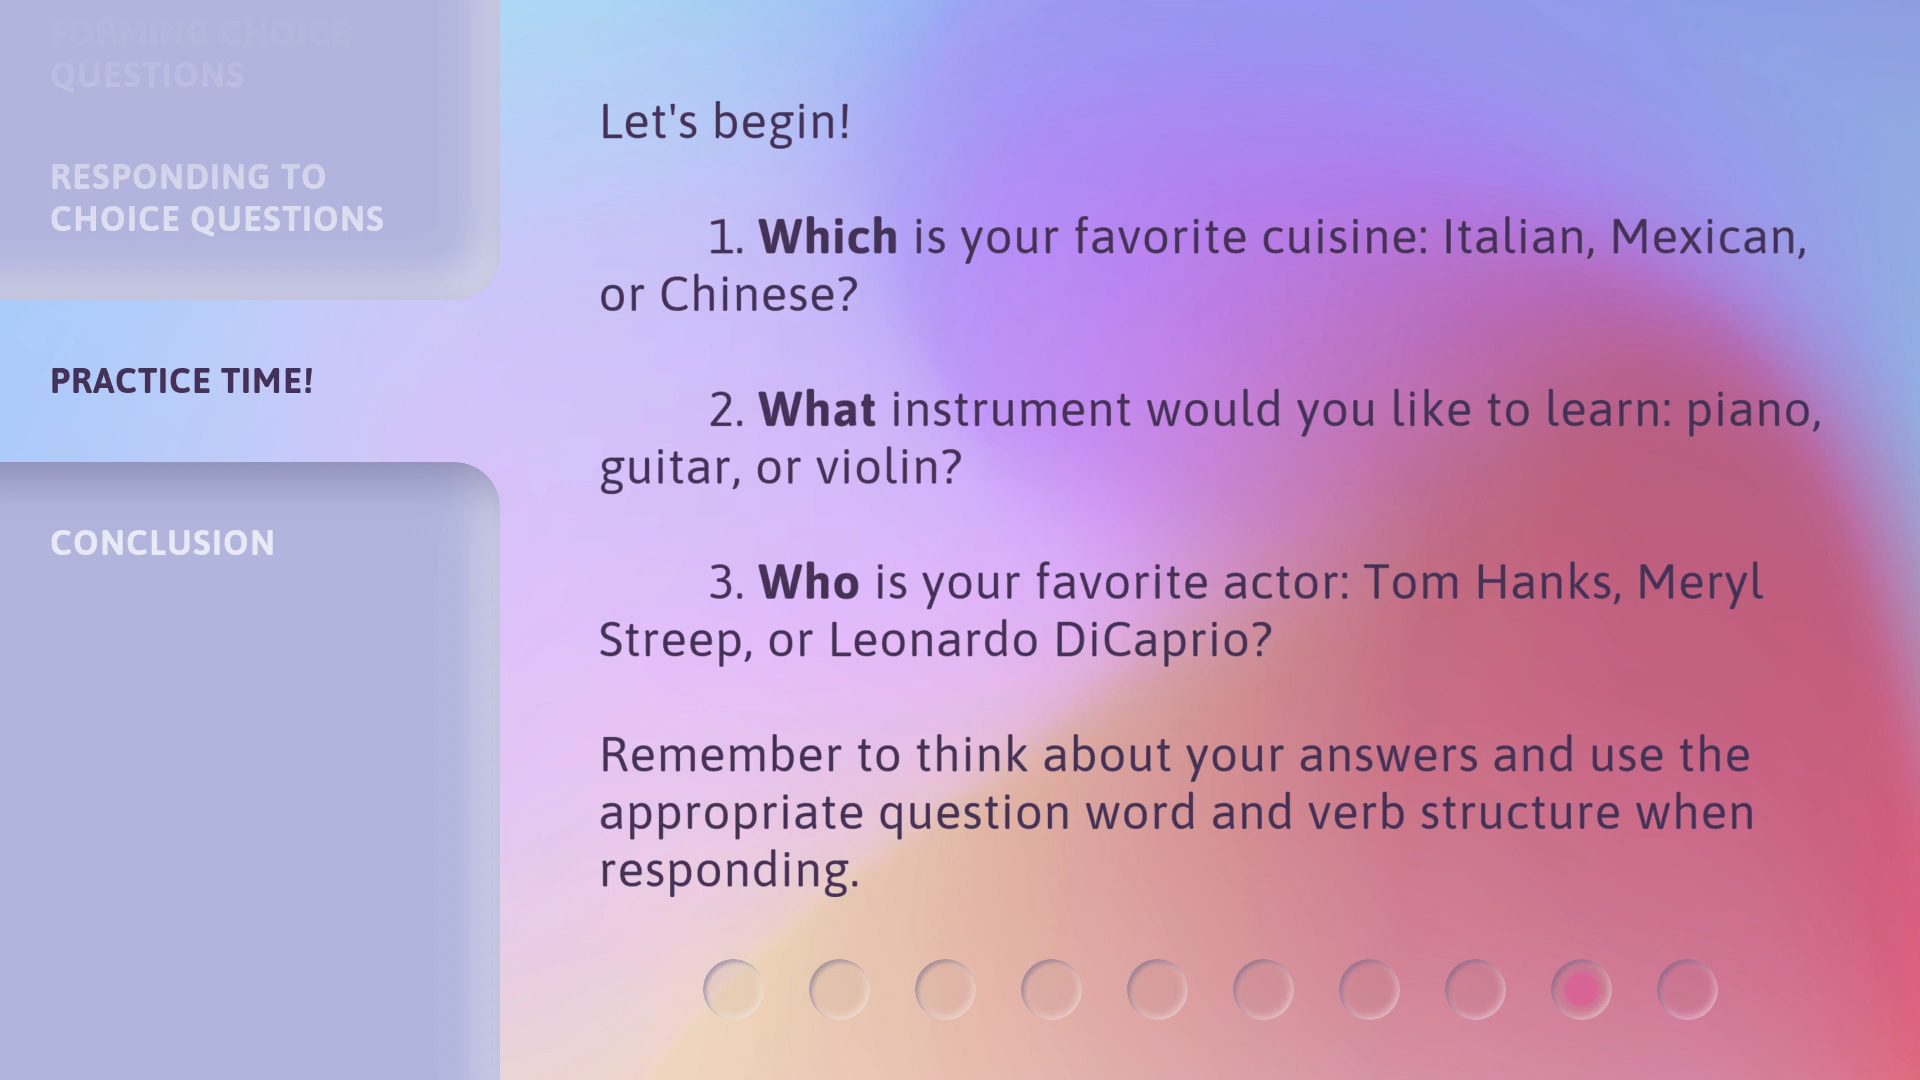 FORMING CHOICE
QUESTIONS
RESPONDING TO
CHOICE QUESTIONS
PRACTICE TIME!
CONCLUSION
Let's begin!
1. Which is your favorite cuisine: Italian, Mexican,
or Chinese?
2. What instrument would you like to learn: piano,
guitar, or violin?
3. Who is your favorite actor: Tom Hanks, Meryl
Streep, or Leonardo DiCaprio?
Remember to think about your answers and use the
appropriate question word and verb structure when
responding.